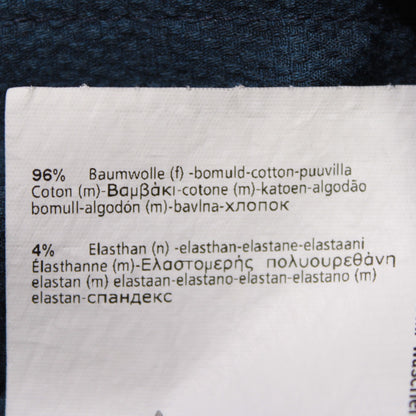 96% Baumwolle (f) -bomuld-cotton-puuvilla
Coton (m)-Βαμβάκι-cotone (m)-katoen-algodão
bomull-algodón (m)-bavlna-хлопок
4% Elasthan (n) -elasthan-elastane-elastaani
Élasthanne (m)-Ελαστομερής πολυουρεθάνη
elastan (m) elastaan-elastano-elastan-elastano (m)
elastan-спандекс